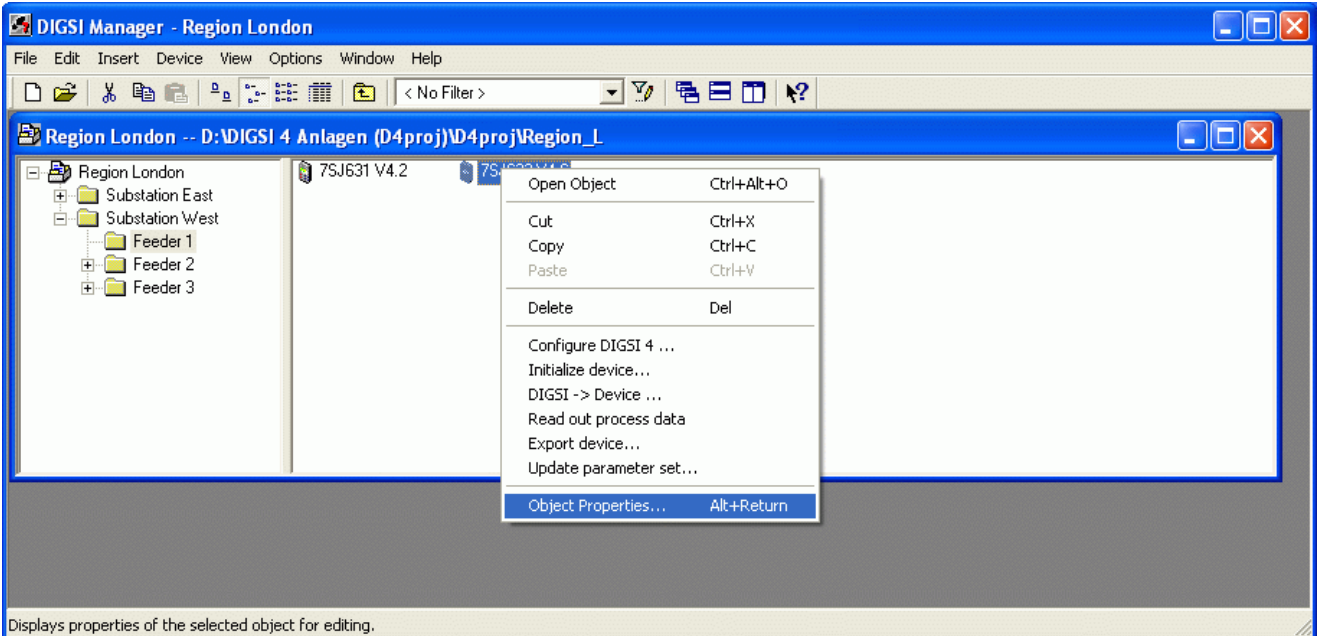 DIGSI Manager - Region London
File Edit Insert Device View Options Window Help
< No Filter >
Region London -- D:\DIGSI 4 Anlagen (D4proj)\D4proj\Region_L
Region London
Substation East
Substation West
Feeder 1
Feeder 2
Feeder 3
7SJ631 V4.2
Open Object Ctrl+Alt+O
Cut Ctrl+X
Copy Ctrl+C
Paste Ctrl+V
Delete Del
Configure DIGSI 4 ...
Initialize device...
DIGSI -> Device ...
Read out process data
Export device...
Update parameter set...
Object Properties... Alt+Return
Displays properties of the selected object for editing.